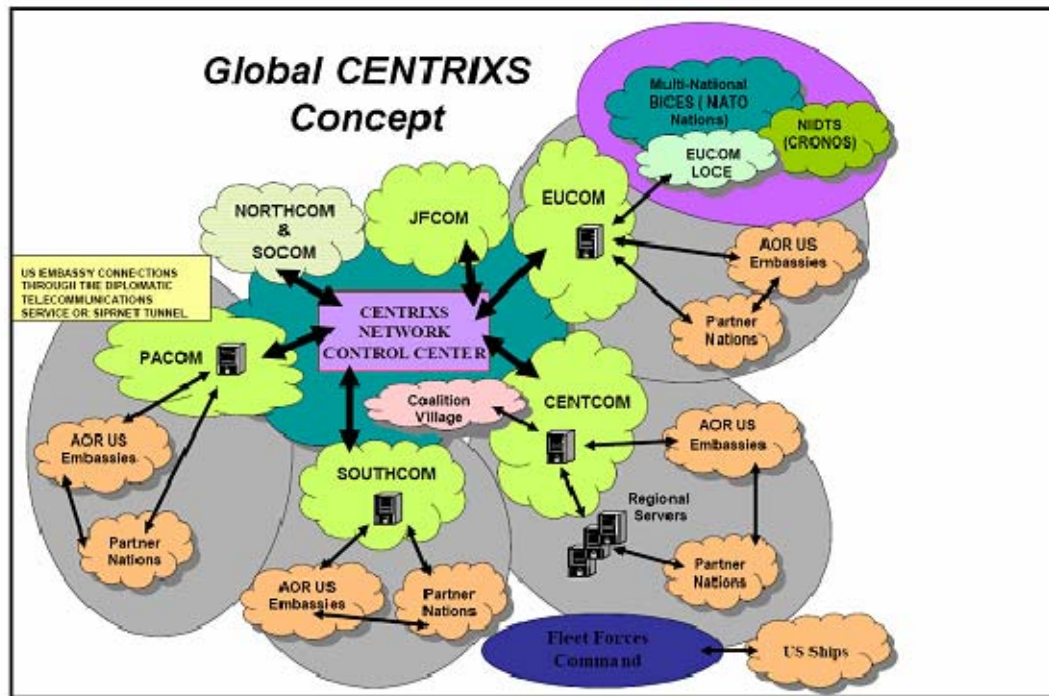 Global CENTRIXS
Concept
Multi-National
BICES ( NATO
Nations)
NIDTS
(CRONOS)
EUCOM
LOCE
NORTHCOM
&
SOCOM
JFCOM
EUCOM
AOR US
Embassies
Partner
Nations
US EMBASSY CONNECTIONS
THROUGH THE DIPLOMATIC
TELECOMMUNICATIONS
SERVICE OR SIPRNET TUNNEL
CENTRIXS
NETWORK
CONTROL CENTER
PACOM
Coalition
Village
CENTCOM
AOR US
Embassies
AOR US
Embassies
SOUTHCOM
Regional
Servers
Partner
Nations
Partner
Nations
AOR US
Embassies
Partner
Nations
Fleet Forces
Command
US Ships